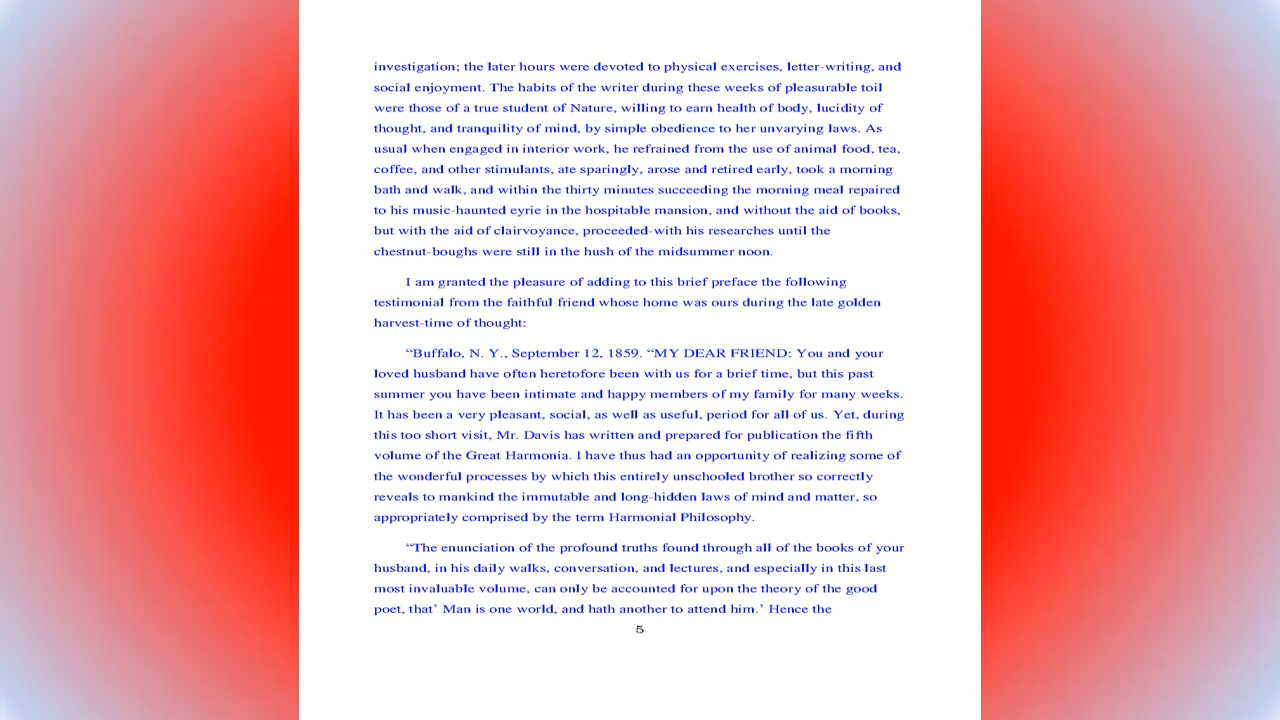 investigation; the later hours were devoted to physical exercises, letter-writing, and
social enjoyment. The habits of the writer during these weeks of pleasurable toil
were those of a true student of Nature, willing to earn health of body, lucidity of
thought, and tranquility of mind, by simple obedience to her unvarying laws. As
usual when engaged in interior work, he refrained from the use of animal food, tea,
coffee, and other stimulants, ate sparingly, arose and retired early, took a morning
bath and walk, and within the thirty minutes succeeding the morning meal repaired
to his music-haunted eyrie in the hospitable mansion, and without the aid of books,
but with the aid of clairvoyance, proceeded-with his researches until the
chestnut-boughs were still in the hush of the midsummer noon.
I am granted the pleasure of adding to this brief preface the following
testimonial from the faithful friend whose home was ours during the late golden
harvest-time of thought:
“Buffalo, N. Y., September 12, 1859. “MY DEAR FRIEND: You and your
loved husband have often heretofore been with us for a brief time, but this past
summer you have been intimate and happy members of my family for many weeks.
It has been a very pleasant, social, as well as useful, period for all of us. Yet, during
this too short visit, Mr. Davis has written and prepared for publication the fifth
volume of the Great Harmonia. I have thus had an opportunity of realizing some of
the wonderful processes by which this entirely unschooled brother so correctly
reveals to mankind the immutable and long-hidden laws of mind and matter, so
appropriately comprised by the term Harmonial Philosophy.
“The enunciation of the profound truths found through all of the books of your
husband, in his daily walks, conversation, and lectures, and especially in this last
most invaluable volume, can only be accounted for upon the theory of the good
poet, that’ Man is one world, and hath another to attend him.’ Hence the
5